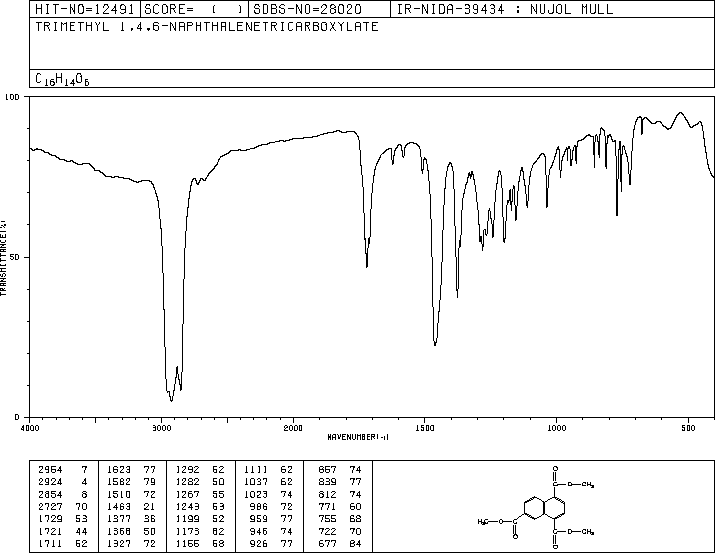 HIT-NO=12491 SCORE= ( ) SDBS-NO=28020 IR-NIDA-39434 : NUJOL MULL
TRIMETHYL 1,4,6-NAPHTHALENETRICARBOXYLATE
C16H14O6
100
50
0
TRANSMITTANCE(%)
4000 3000 2000 1500 1000 500
WAVENUMBER(-1)
2954 7 1623 77 1292 52 1111 62 857 74
2924 4 1582 79 1282 50 1037 62 839 77
2854 8 1510 72 1267 55 1023 74 812 74
2727 70 1463 21 1243 53 986 72 771 60
1729 53 1377 36 1199 52 959 77 755 68
1721 44 1368 50 1173 62 946 74 722 70
1711 52 1327 72 1155 58 926 77 677 84
O
C O CH3
H3C O C
O
C O CH3
O